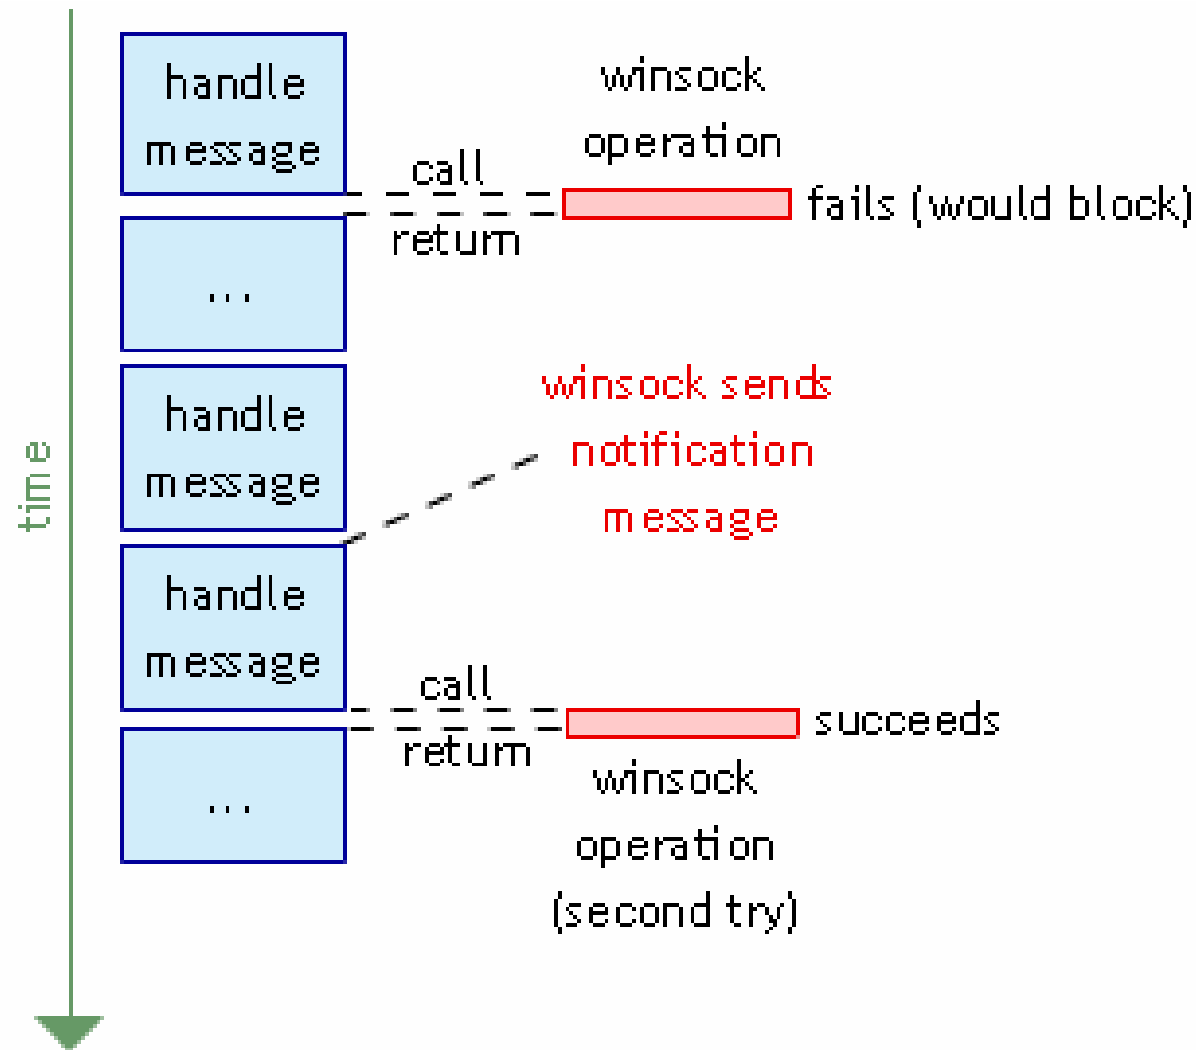 handle
message
winsock
operation
call
return
fails (would block)
...
handle
message
winsock sends
notification
message
time
handle
message
call
return
succeeds
...
winsock
operation
(second try)